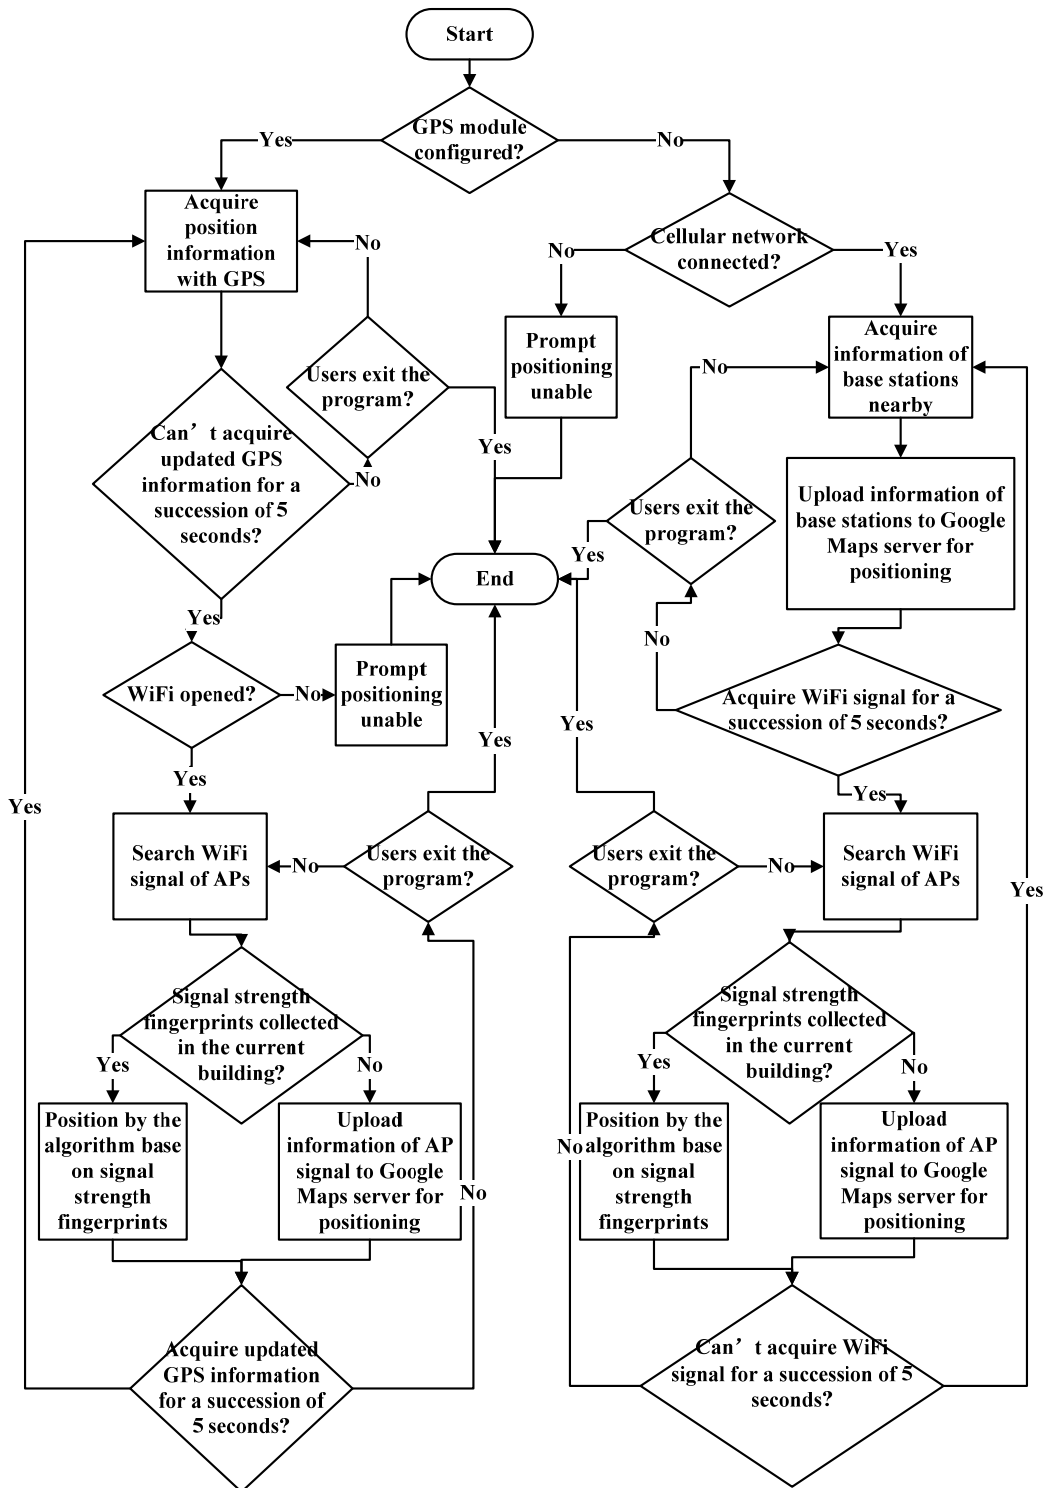 Start
GPS module
configured?
Yes
No
Acquire
position
information
with GPS
No
Cellular network
connected?
No
Yes
Prompt
positioning
unable
Acquire
information of
base stations
nearby
Users exit the
program?
No
Yes
Can’t acquire
updated GPS
information for a
succession of 5
seconds?
No
Upload information of
base stations to Google
Maps server for
positioning
Users exit the
program?
Yes
End
Yes
No
WiFi opened?
No
Prompt
positioning
unable
Acquire WiFi signal for a
succession of 5 seconds?
Yes
Yes
Yes
Yes
Yes
Search WiFi
signal of APs
No
Users exit the
program?
Users exit the
program?
No
Search WiFi
signal of APs
Yes
Signal strength
fingerprints collected
in the current
building?
Yes
No
Signal strength
fingerprints collected
in the current
building?
Yes
No
Position by the
algorithm base
on signal
strength
fingerprints
Upload
information of AP
signal to Google
Maps server for
positioning
No
No
Position by the
algorithm base
on signal
strength
fingerprints
Upload
information of AP
signal to Google
Maps server for
positioning
Acquire updated
GPS information
for a succession of
5 seconds?
Can’t acquire WiFi
signal for a succession of 5
seconds?